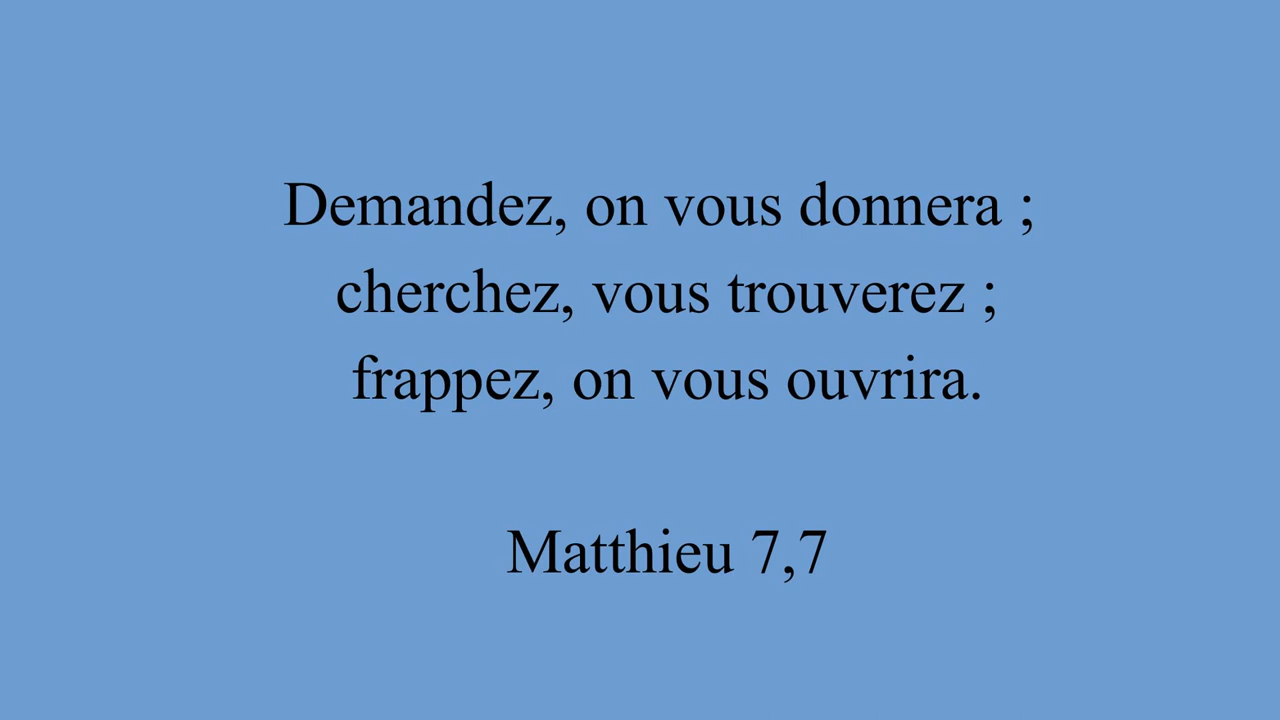 Demandez, on vous donnera ;
cherchez, vous trouverez ;
frappez, on vous ouvrira.
Matthieu 7,7